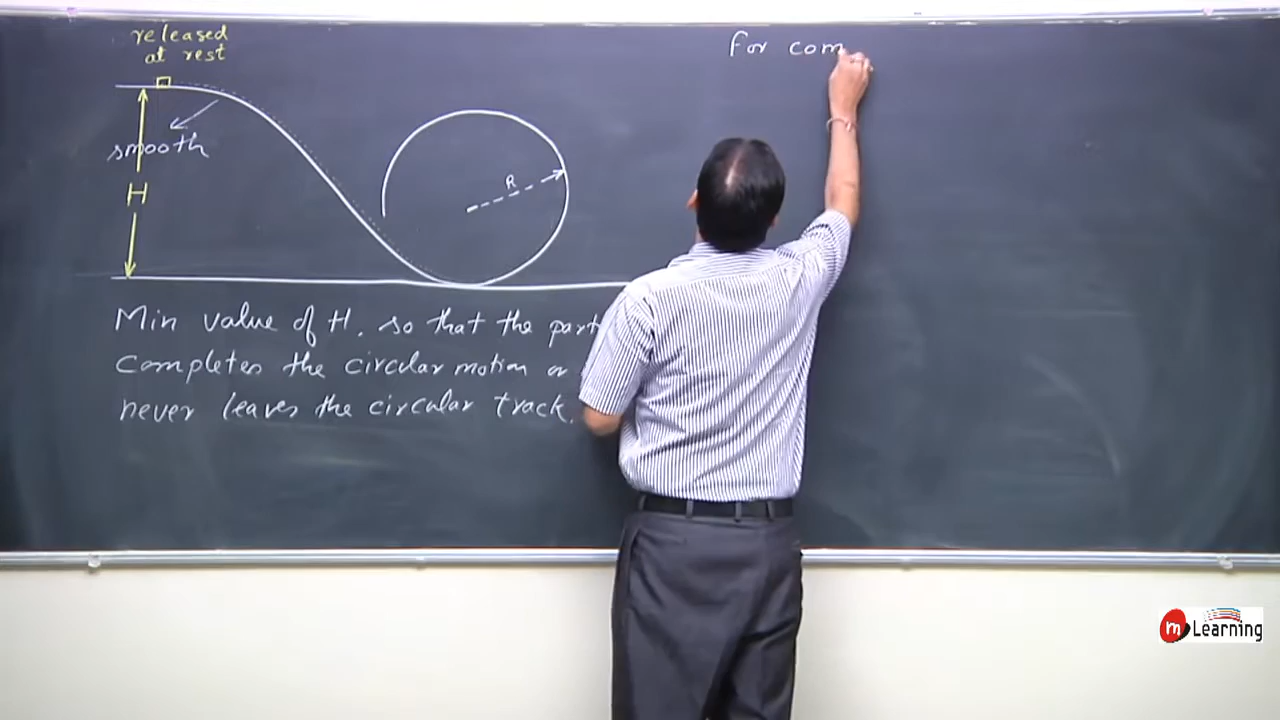 released
at rest
smooth
H
R
Min value of H, so that the part
completes the circular motion or
never leaves the circular track.
For com
m Learning